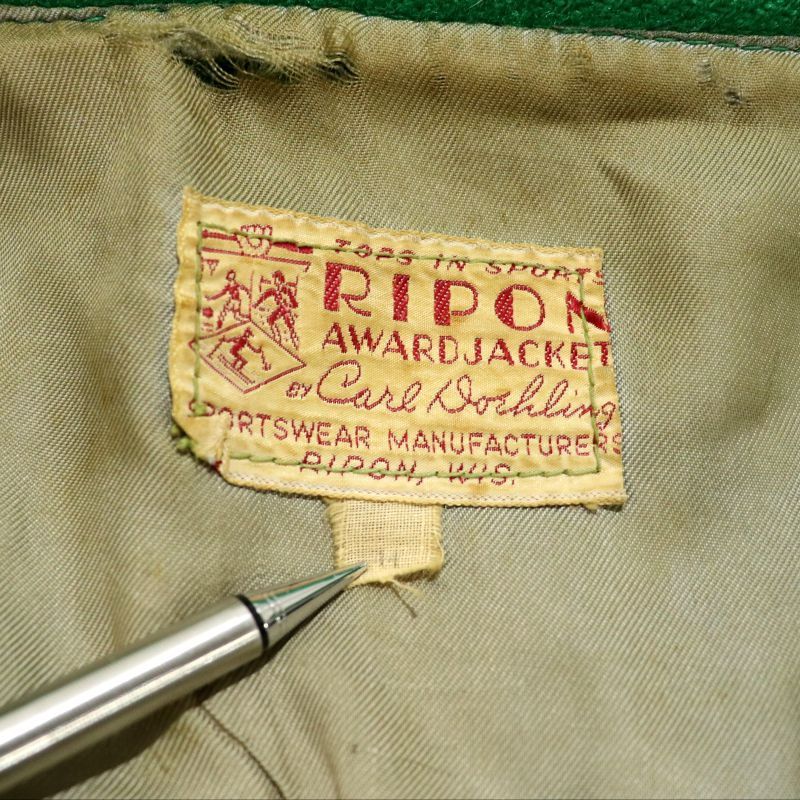 TOPS IN SPORTS
RIPON
AWARDJACKET
BY Carl Doehling
SPORTSWEAR MANUFACTURERS
RIPON, WIS.